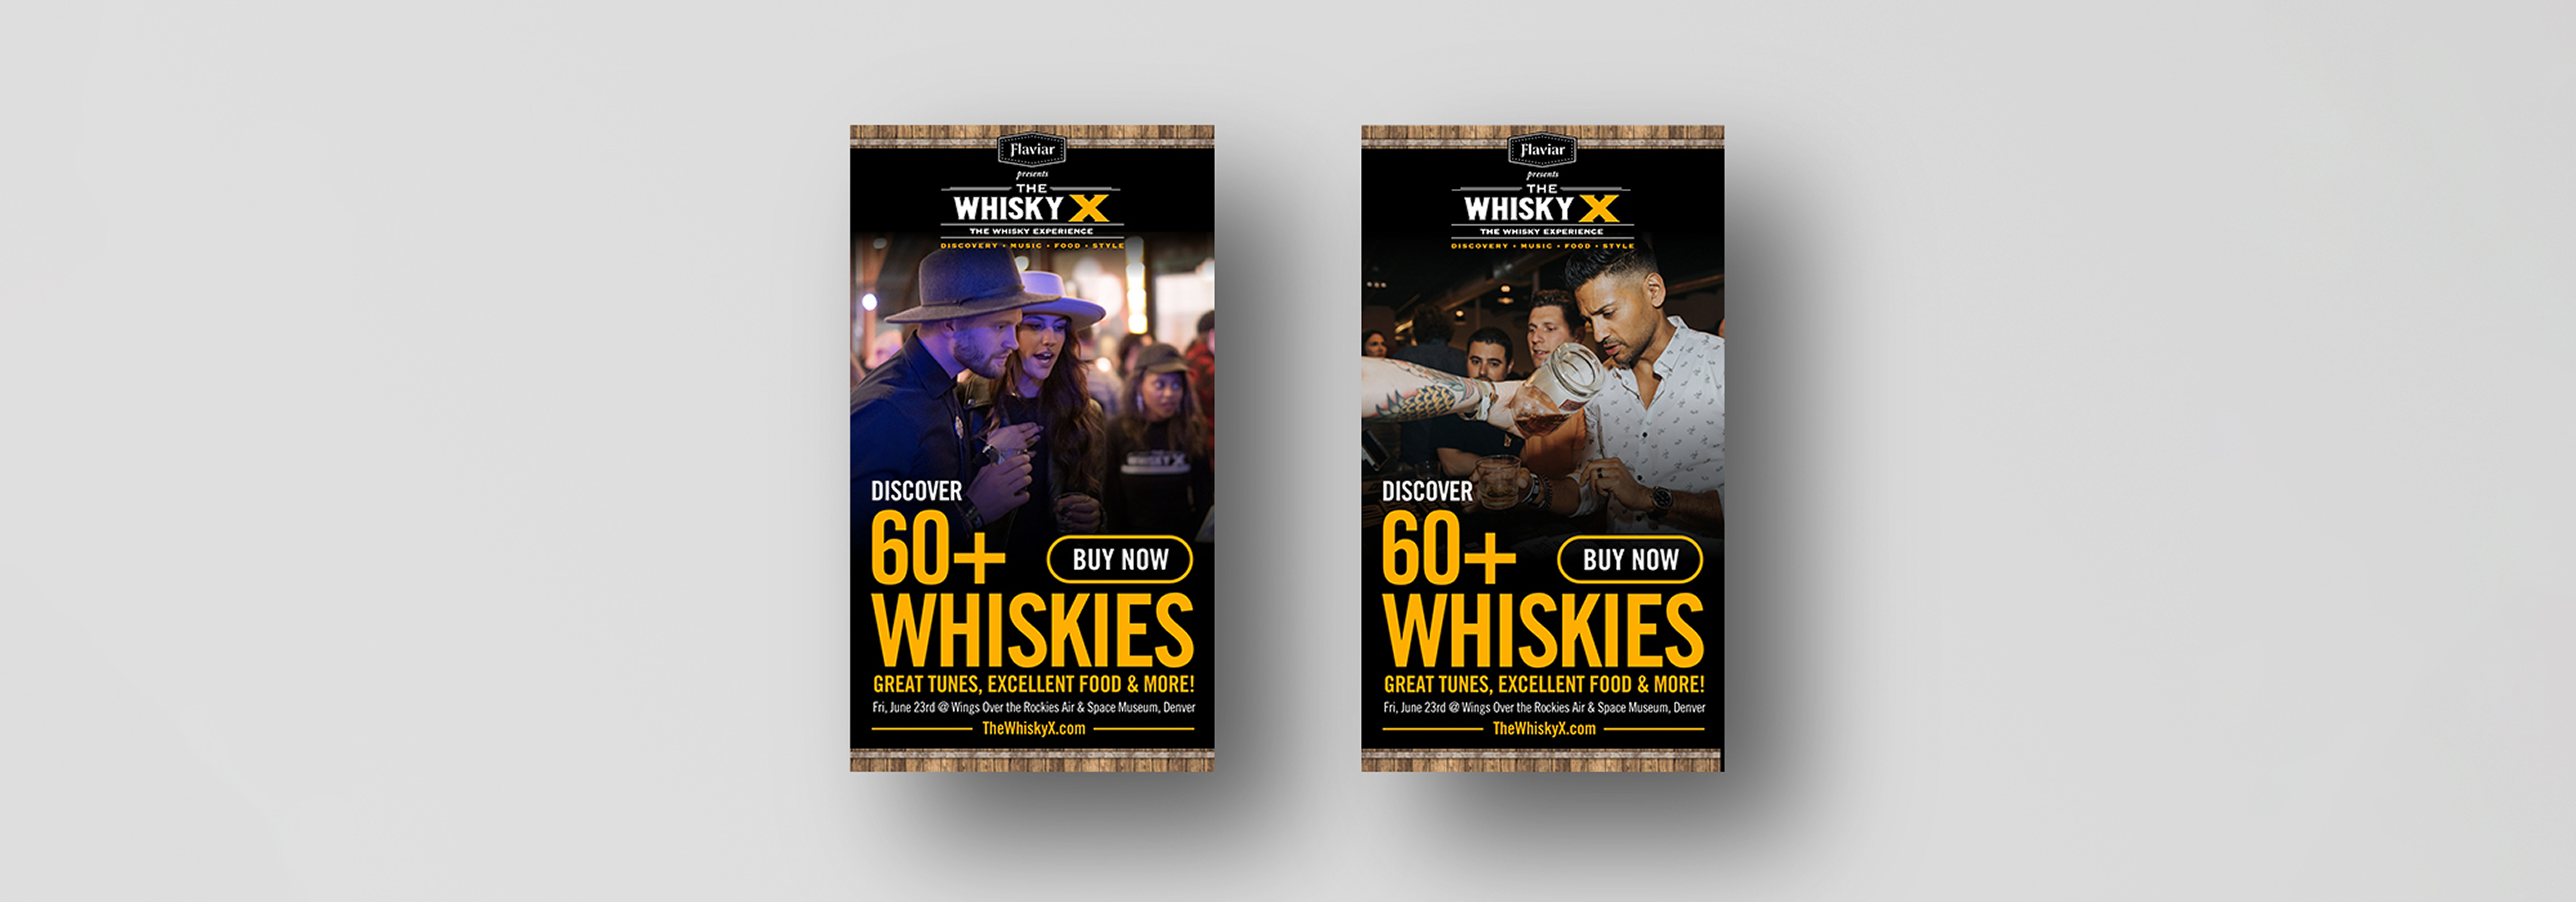 Flaviar
presents
THE
WHISKY X
THE WHISKY EXPERIENCE
DISCOVERY • MUSIC • FOOD • STYLE
WHISKYX
DISCOVER
60+
BUY NOW
WHISKIES
GREAT TUNES, EXCELLENT FOOD & MORE!
Fri, June 23rd @ Wings Over the Rockies Air & Space Museum, Denver
TheWhiskyX.com
Flaviar
presents
THE
WHISKY X
THE WHISKY EXPERIENCE
DISCOVERY • MUSIC • FOOD • STYLE
DISCOVER
60+
BUY NOW
WHISKIES
GREAT TUNES, EXCELLENT FOOD & MORE!
Fri, June 23rd @ Wings Over the Rockies Air & Space Museum, Denver
TheWhiskyX.com